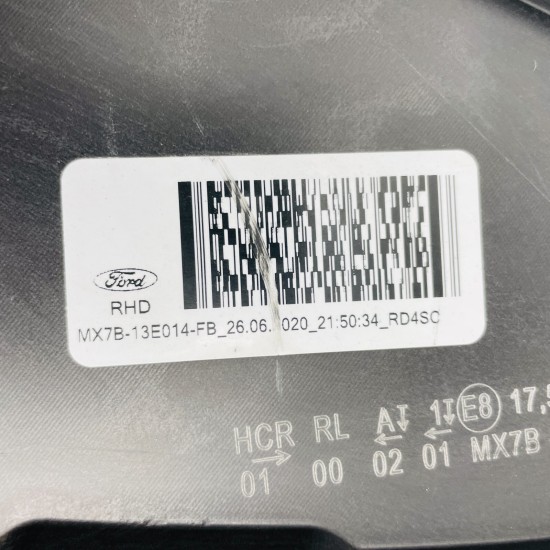 Ford
RHD
MX7B-13E014-FB_26.06. 020_21:50:34_RD4SC
HCR RL A 1 E8 17,5
01 00 02 01 MX7B